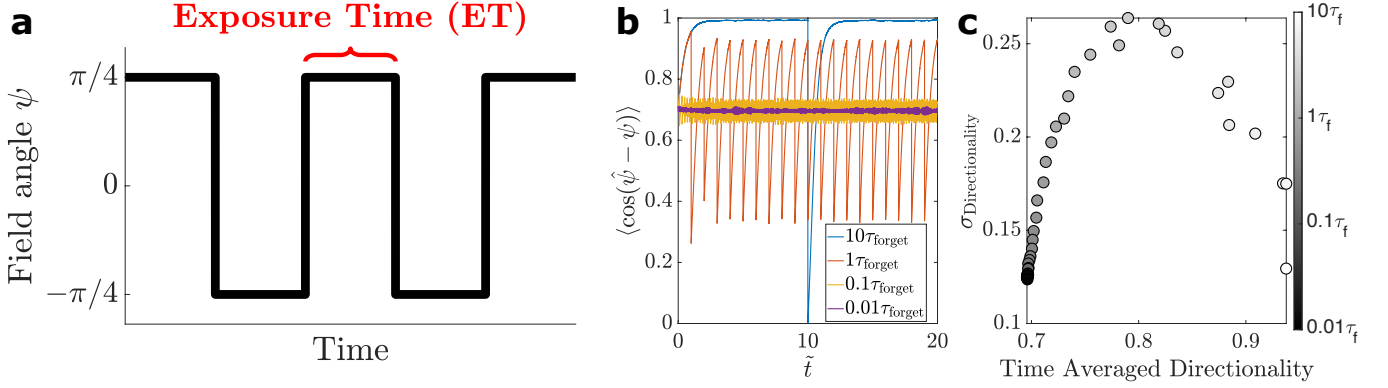 a
Exposure Time (ET)
Field angle ψ
π/4
0
−π/4
Time
b
⟨cos(ψ̂ − ψ)⟩
1
0.8
0.6
0.4
0.2
0
0
10
20
t̃
10τforget
1τforget
0.1τforget
0.01τforget
c
σDirectionality
0.25
0.2
0.15
0.1
0.7
0.8
0.9
Time Averaged Directionality
10τf
1τf
0.1τf
0.01τf